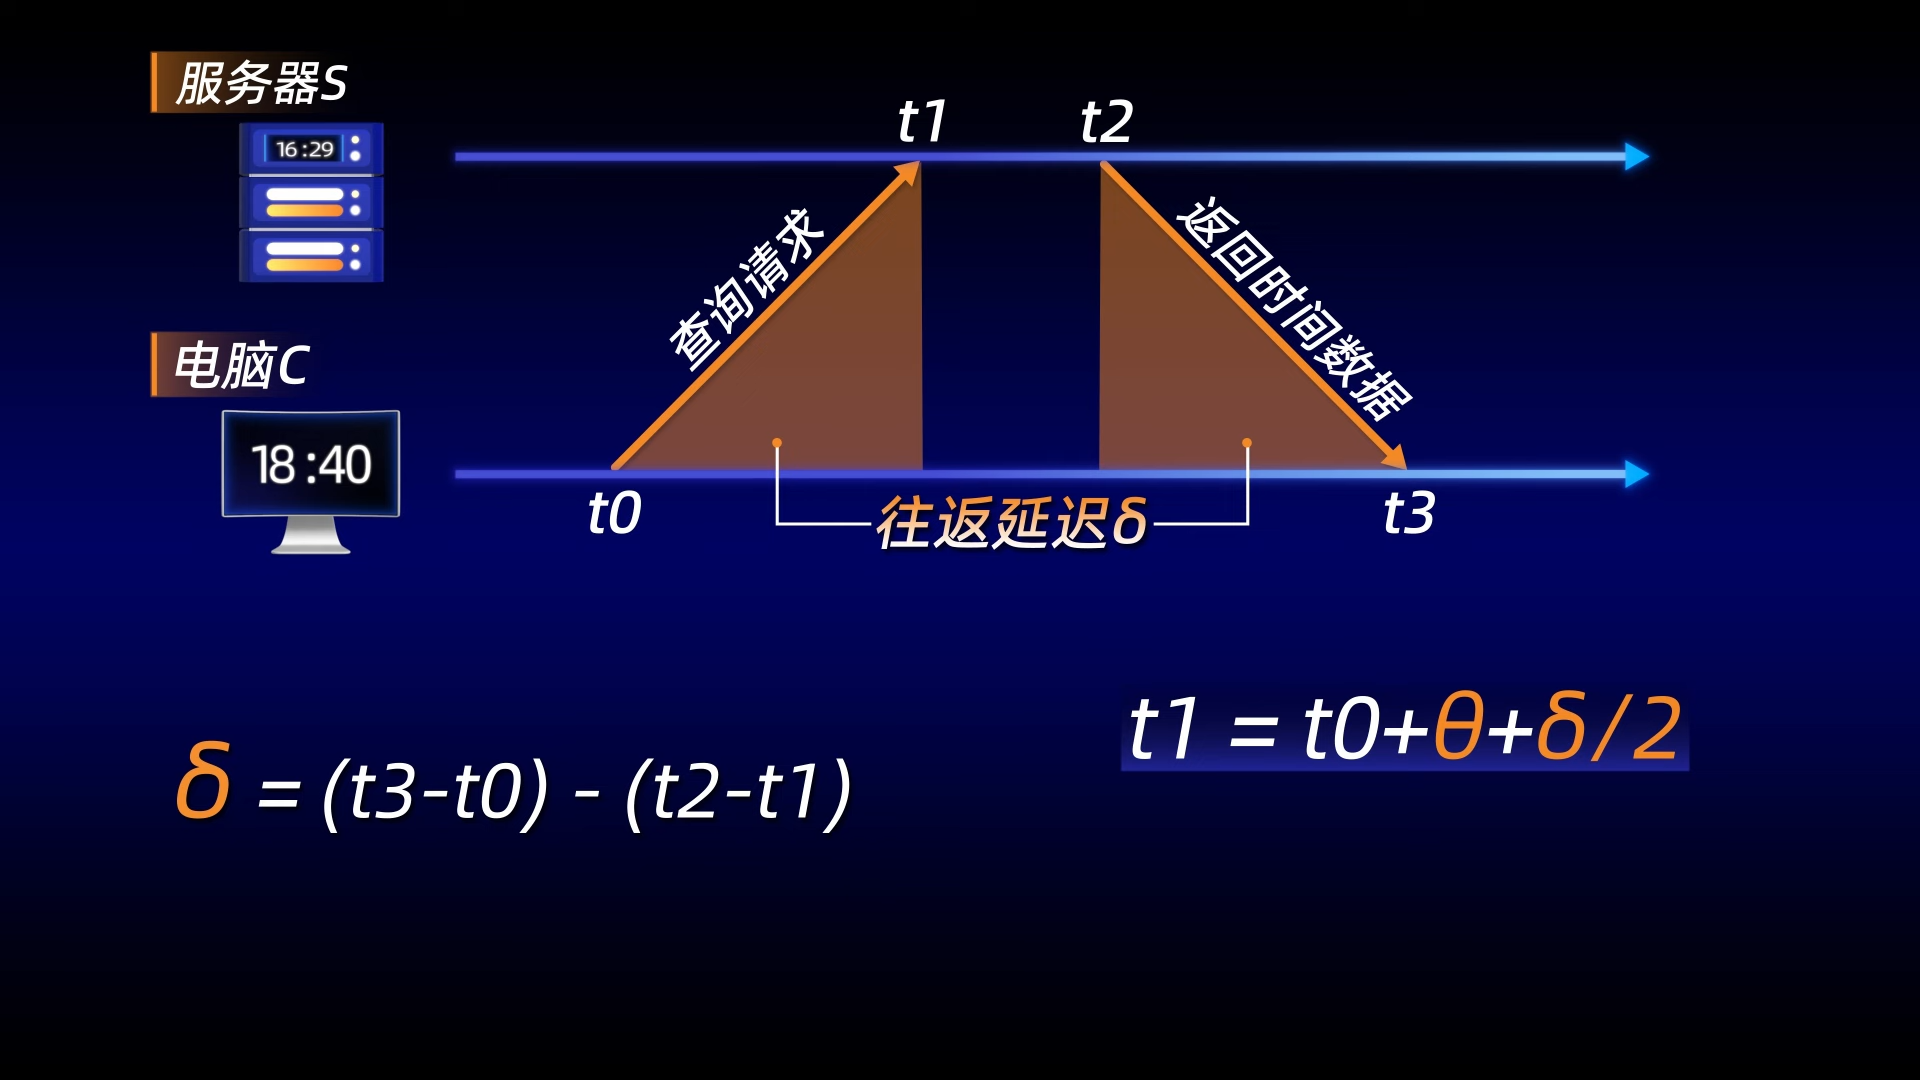 服务器S
16:29
t1
t2
查询请求
返回时间数据
电脑C
18:40
t0
往返延迟δ
t3
t1 = t0+θ+δ/2
δ = (t3-t0) - (t2-t1)